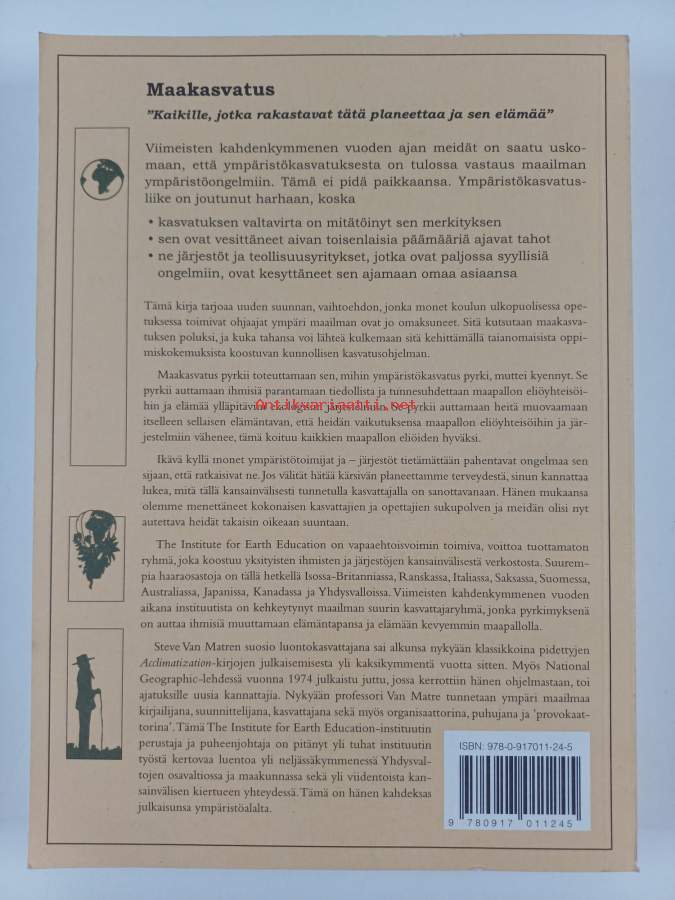 Maakasvatus
”Kaikille, jotka rakastavat tätä planeettaa ja sen elämää”
Viimeisten kahdenkymmenen vuoden ajan meidät on saatu usko-
maan, että ympäristökasvatuksesta on tulossa vastaus maailman
ympäristöongelmiin. Tämä ei pidä paikkaansa. Ympäristökasvatus-
liike on joutunut harhaan, koska
• kasvatuksen valtavirta on mitätöinyt sen merkityksen
• sen ovat vesittäneet aivan toisenlaisia päämääriä ajavat tahot
• ne järjestöt ja teollisuusyritykset, jotka ovat paljossa syyllisiä
ongelmiin, ovat kesyttäneet sen ajamaan omaa asiaansa
Tämä kirja tarjoaa uuden suunnan, vaihtoehdon, jonka monet koulun ulkopuolisessa ope-
tuksessa toimivat ohjaajat ympäri maailman ovat jo omaksuneet. Sitä kutsutaan maakasva-
tuksen poluksi, ja kuka tahansa voi lähteä kulkemaan sitä kehittämällä taianomaisista oppi-
miskokemuksista koostuvan kunnollisen kasvatusohjelman.
Maakasvatus pyrkii toteuttamaan sen, mihin ympäristökasvatus pyrki, muttei kyennyt. Se
pyrkii auttamaan ihmisiä parantamaan tiedollista ja tunnesuhdettaan maapallon eliöyhteisöi-
hin ja elämää ylläpitäviin ekologisiin järjestelmiin. Se pyrkii auttamaan heitä muovaamaan
itselleen sellaisen elämäntavan, että heidän vaikutuksensa maapallon eliöyhteisöihin ja jär-
jestelmiin vähenee, tämä koituu kaikkien maapallon eliöiden hyväksi.
Antikvariaatti.net
Ikävä kyllä monet ympäristötoimijat ja – järjestöt tietämättään pahentavat ongelmaa sen
sijaan, että ratkaisivat ne. Jos välität hätää kärsivän planeettamme terveydestä, sinun kannattaa
lukea, mitä tällä kansainvälisesti tunnetulla kasvattajalla on sanottavanaan. Hänen mukaansa
olemme menettäneet kokonaisen kasvattajien ja opettajien sukupolven ja meidän olisi nyt
autettava heidät takaisin oikeaan suuntaan.
The Institute for Earth Education on vapaaehtoisvoimin toimiva, voittoa tuottamaton
ryhmä, joka koostuu yksityisten ihmisten ja järjestöjen kansainvälisestä verkostosta. Suurem-
pia haaraosastoja on tällä hetkellä Isossa-Britanniassa, Ranskassa, Italiassa, Saksassa, Suomessa,
Australiassa, Japanissa, Kanadassa ja Yhdysvalloissa. Viimeisten kahdenkymmenen vuoden
aikana instituutista on kehkeytynyt maailman suurin kasvattajaryhmä, jonka pyrkimyksenä
on auttaa ihmisiä muuttamaan elämäntapansa ja elämään kevyemmin maapallolla.
Steve Van Matren suosio luontokasvattajana sai alkunsa nykyään klassikkoina pidettyjen
Acclimatization-kirjojen julkaisemisesta yli kaksikymmentä vuotta sitten. Myös National
Geographic-lehdessä vuonna 1974 julkaistu juttu, jossa kerrottiin hänen ohjelmastaan, toi
ajatuksille uusia kannattajia. Nykyään professori Van Matre tunnetaan ympäri maailmaa
kirjailijana, suunnittelijana, kasvattajana sekä myös organisaattorina, puhujana ja ’provokaat-
torina’. Tämä The Institute for Earth Education-instituutin
perustaja ja puheenjohtaja on pitänyt yli tuhat instituutin
työstä kertovaa luentoa yli neljässäkymmenessä Yhdysval-
tojen osavaltiossa ja maakunnassa sekä yli viidentoista kan-
sainvälisen kiertueen yhteydessä. Tämä on hänen kahdeksas
julkaisunsa ympäristöalalta.
ISBN: 978-0-917011-24-5
9 780917 011245